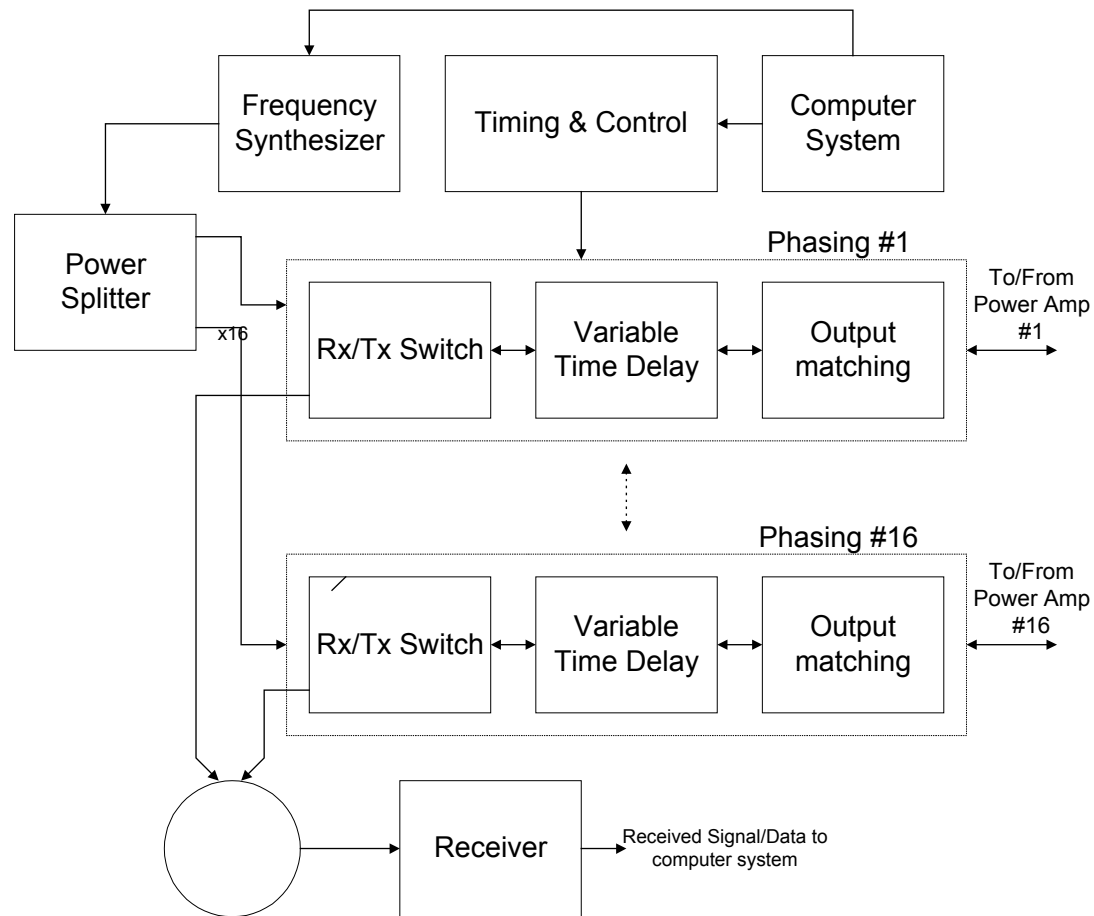 Frequency
Synthesizer
Timing & Control
Computer
System
Power
Splitter
x16
Phasing #1
Rx/Tx Switch
Variable
Time Delay
Output
matching
To/From
Power Amp
#1
Phasing #16
Rx/Tx Switch
Variable
Time Delay
Output
matching
To/From
Power Amp
#16
Receiver
Received Signal/Data to
computer system